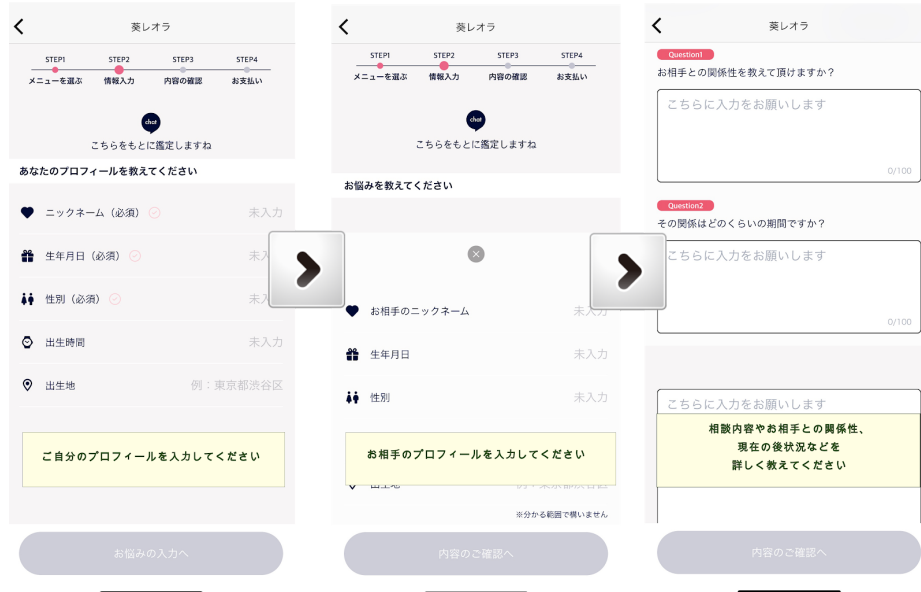 葵レオラ
STEP1 STEP2 STEP3 STEP4
メニューを選ぶ 情報入力 内容の確認 お支払い
chat
こちらをもとに鑑定しますね
あなたのプロフィールを教えてください
ニックネーム（必須） 未入力
生年月日（必須） 未入
性別（必須） 未入
出生時間 未入力
出生地 例：東京都渋谷区
ご自分のプロフィールを入力してください
お悩みの入力へ
葵レオラ
STEP1 STEP2 STEP3 STEP4
メニューを選ぶ 情報入力 内容の確認 お支払い
chat
こちらをもとに鑑定しますね
お悩みを教えてください
お相手のニックネーム 未入力
生年月日 未入力
性別 未入力
お相手のプロフィールを入力してください
※分かる範囲で構いません
内容のご確認へ
葵レオラ
Question1
お相手との関係性を教えて頂けますか？
こちらに入力をお願いします
0/100
Question2
その関係はどのくらいの期間ですか？
こちらに入力をお願いします
0/100
こちらに入力をお願いします
相談内容やお相手との関係性、
現在の後状況などを
詳しく教えてください
内容のご確認へ